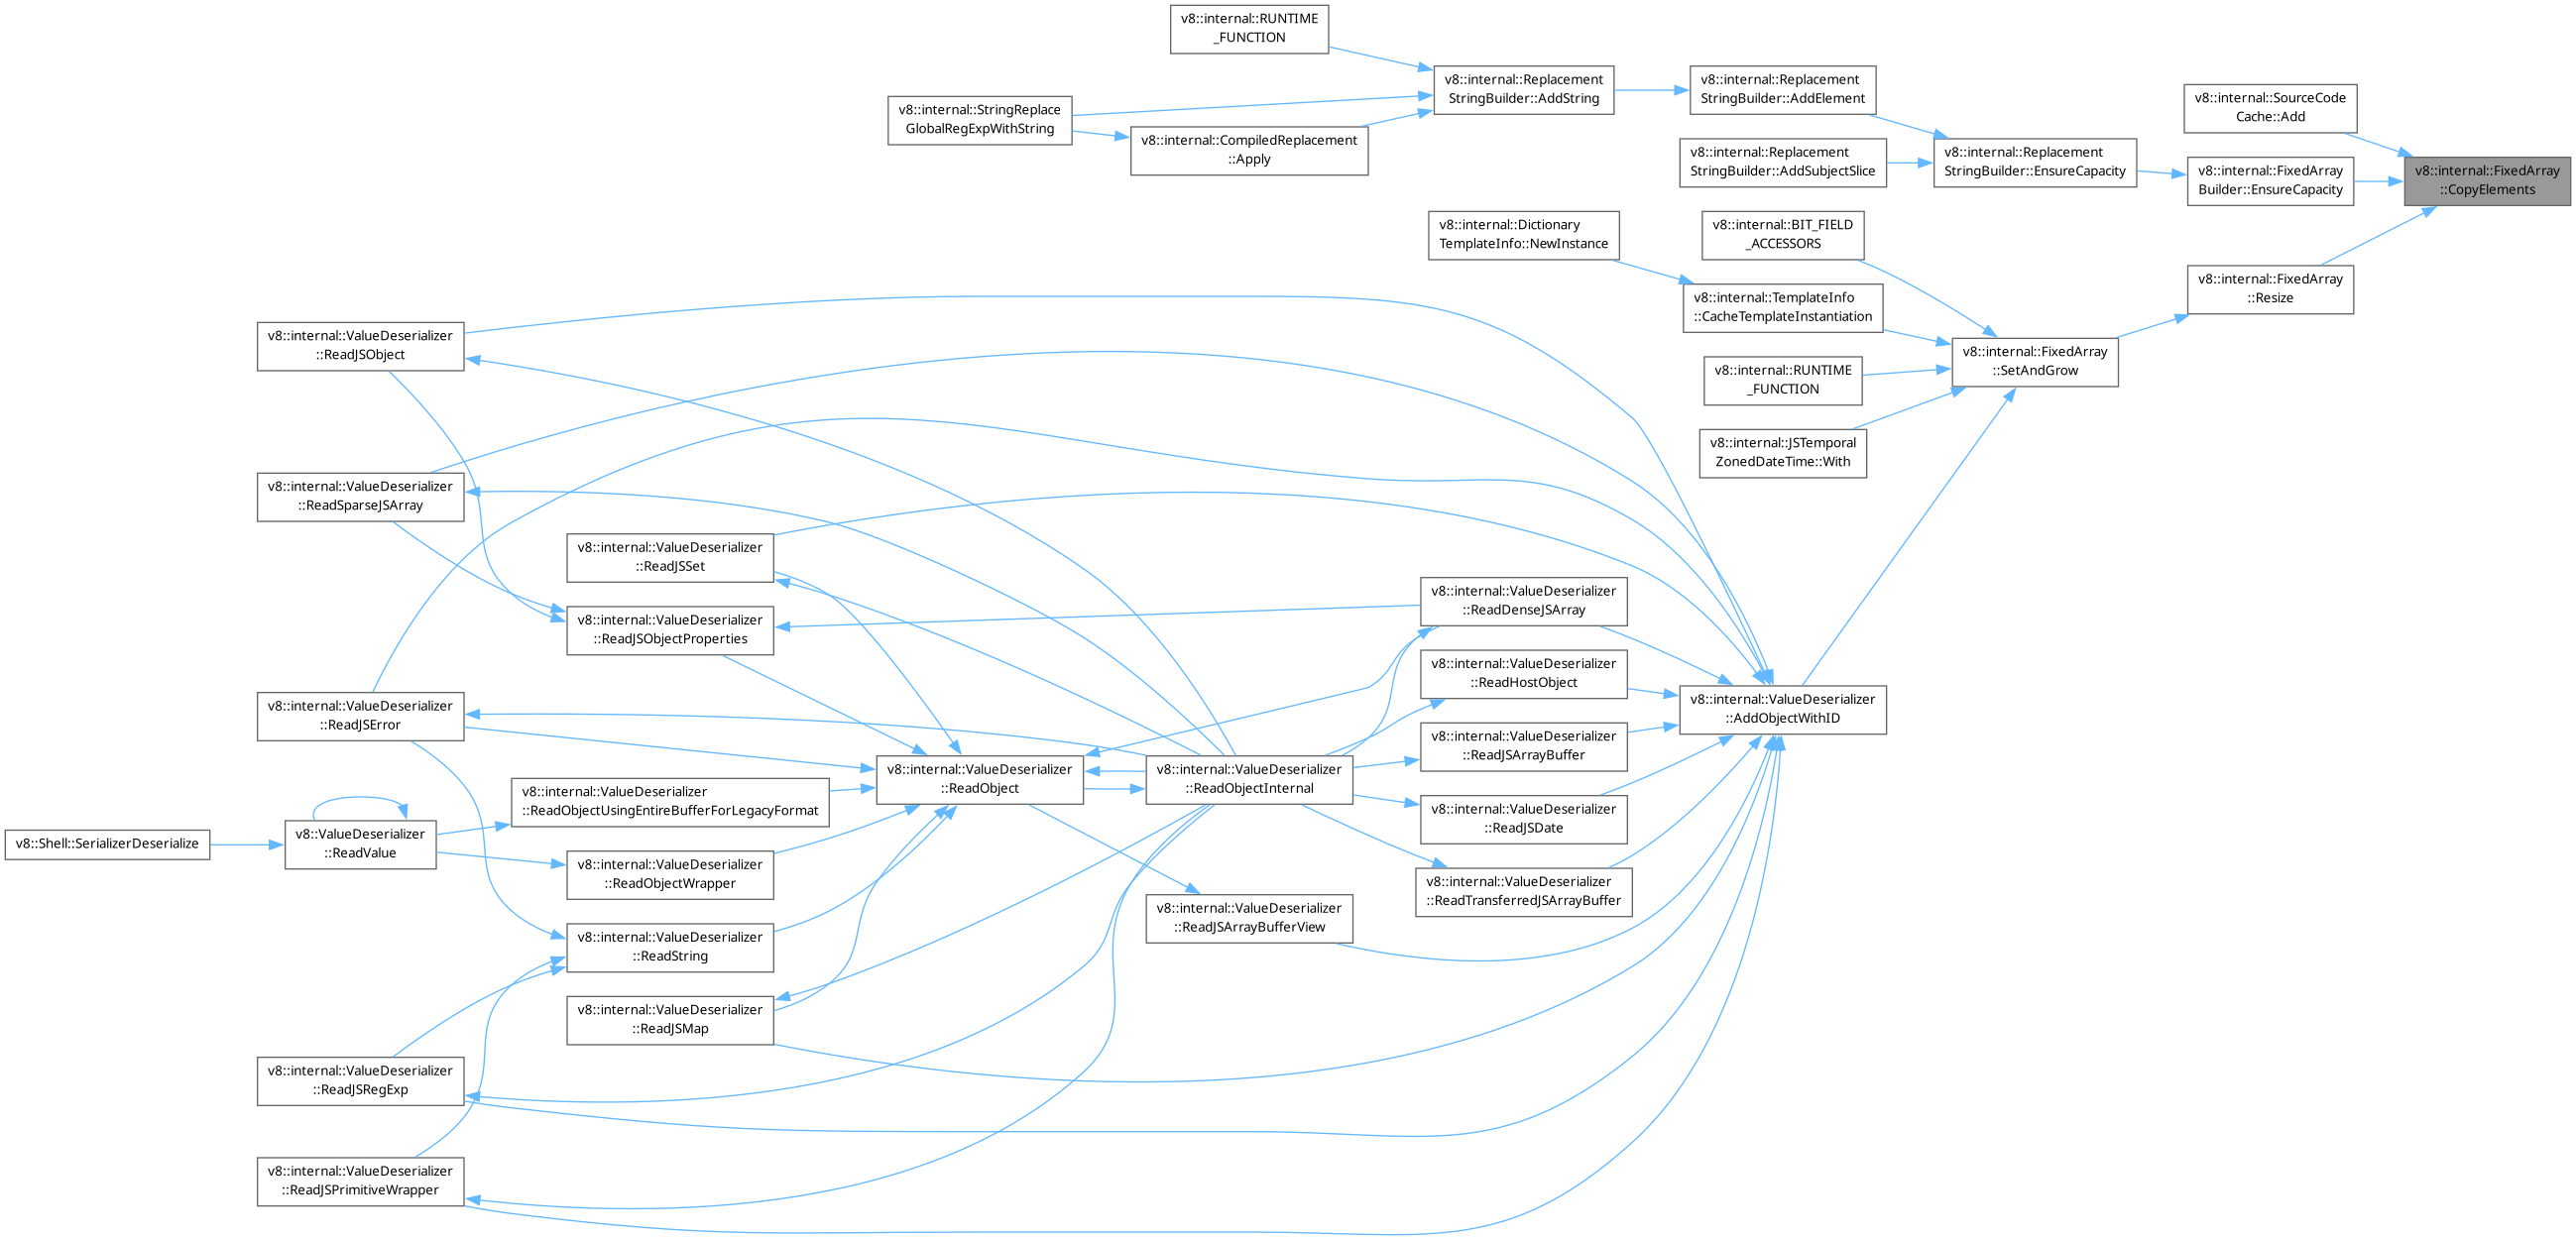 v8::internal::RUNTIME
_FUNCTION
v8::internal::Replacement
StringBuilder::AddString
v8::internal::Replacement
StringBuilder::AddElement
v8::internal::SourceCode
Cache::Add
v8::internal::StringReplace
GlobalRegExpWithString
v8::internal::CompiledReplacement
::Apply
v8::internal::Replacement
StringBuilder::AddSubjectSlice
v8::internal::Replacement
StringBuilder::EnsureCapacity
v8::internal::FixedArray
Builder::EnsureCapacity
v8::internal::FixedArray
::CopyElements
v8::internal::Dictionary
TemplateInfo::NewInstance
v8::internal::BIT_FIELD
_ACCESSORS
v8::internal::TemplateInfo
::CacheTemplateInstantiation
v8::internal::FixedArray
::Resize
v8::internal::ValueDeserializer
::ReadJSObject
v8::internal::RUNTIME
_FUNCTION
v8::internal::FixedArray
::SetAndGrow
v8::internal::JSTemporal
ZonedDateTime::With
v8::internal::ValueDeserializer
::ReadSparseJSArray
v8::internal::ValueDeserializer
::ReadJSSet
v8::internal::ValueDeserializer
::ReadJSObjectProperties
v8::internal::ValueDeserializer
::ReadDenseJSArray
v8::internal::ValueDeserializer
::ReadHostObject
v8::internal::ValueDeserializer
::AddObjectWithID
v8::internal::ValueDeserializer
::ReadJSError
v8::internal::ValueDeserializer
::ReadJSArrayBuffer
v8::internal::ValueDeserializer
::ReadObject
v8::internal::ValueDeserializer
::ReadObjectInternal
v8::internal::ValueDeserializer
::ReadObjectUsingEntireBufferForLegacyFormat
v8::internal::ValueDeserializer
::ReadJSDate
v8::Shell::SerializerDeserialize
v8::ValueDeserializer
::ReadValue
v8::internal::ValueDeserializer
::ReadObjectWrapper
v8::internal::ValueDeserializer
::ReadTransferredJSArrayBuffer
v8::internal::ValueDeserializer
::ReadJSArrayBufferView
v8::internal::ValueDeserializer
::ReadString
v8::internal::ValueDeserializer
::ReadJSMap
v8::internal::ValueDeserializer
::ReadJSRegExp
v8::internal::ValueDeserializer
::ReadJSPrimitiveWrapper